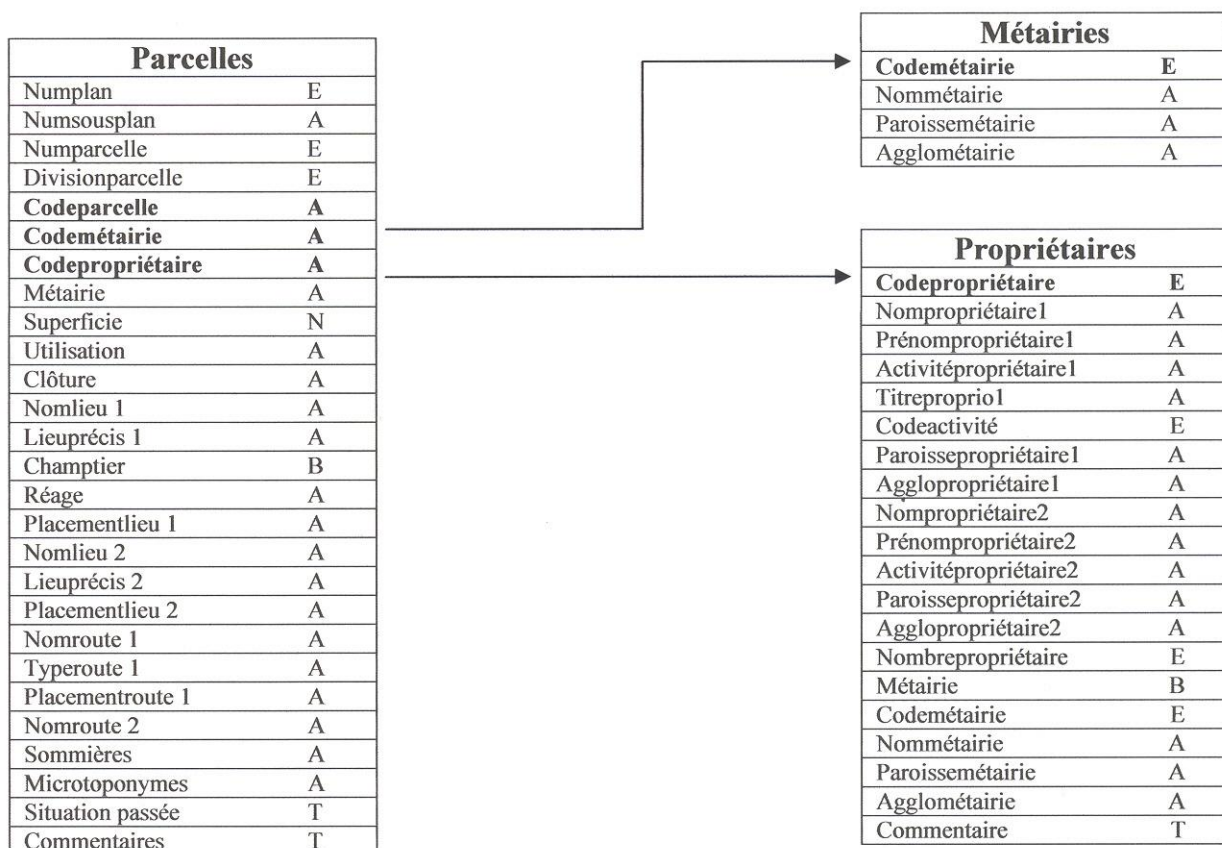 Parcelles
Numplan E
Numsousplan A
Numparcelle E
Divisionparcelle E
Codeparcelle A
Codemétairie A
Codepropriétaire A
Métairie A
Superficie N
Utilisation A
Clôture A
Nomlieu 1 A
Lieuprécis 1 A
Champtier B
Réage A
Placementlieu 1 A
Nomlieu 2 A
Lieuprécis 2 A
Placementlieu 2 A
Nomroute 1 A
Typeroute 1 A
Placementroute 1 A
Nomroute 2 A
Sommières A
Microtoponymes A
Situation passée T
Commentaires T
Métairies
Codemétairie E
Nommétairie A
Paroissemétairie A
Agglométairie A
Propriétaires
Codepropriétaire E
Nompropriétaire1 A
Prénompropriétaire1 A
Activitépropriétaire1 A
Titreproprio1 A
Codeactivité E
Paroissepropriétaire1 A
Agglopropriétaire1 A
Nompropriétaire2 A
Prénompropriétaire2 A
Activitépropriétaire2 A
Paroissepropriétaire2 A
Agglopropriétaire2 A
Nombrepropriétaire E
Métairie B
Codemétairie E
Nommétairie A
Paroissemétairie A
Agglométairie A
Commentaire T